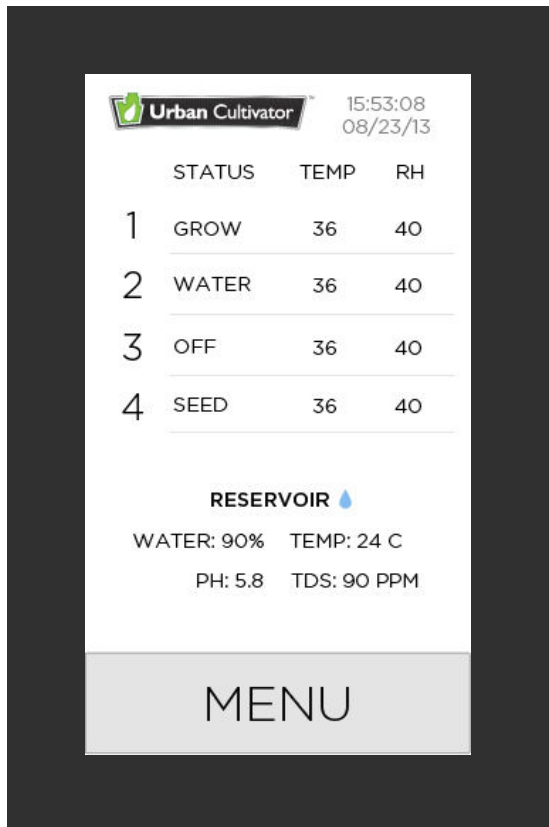 Urban Cultivator™ 15:53:08
08/23/13
STATUS TEMP RH
1 GROW 36 40
2 WATER 36 40
3 OFF 36 40
4 SEED 36 40
RESERVOIR
WATER: 90% TEMP: 24 C
PH: 5.8 TDS: 90 PPM
MENU